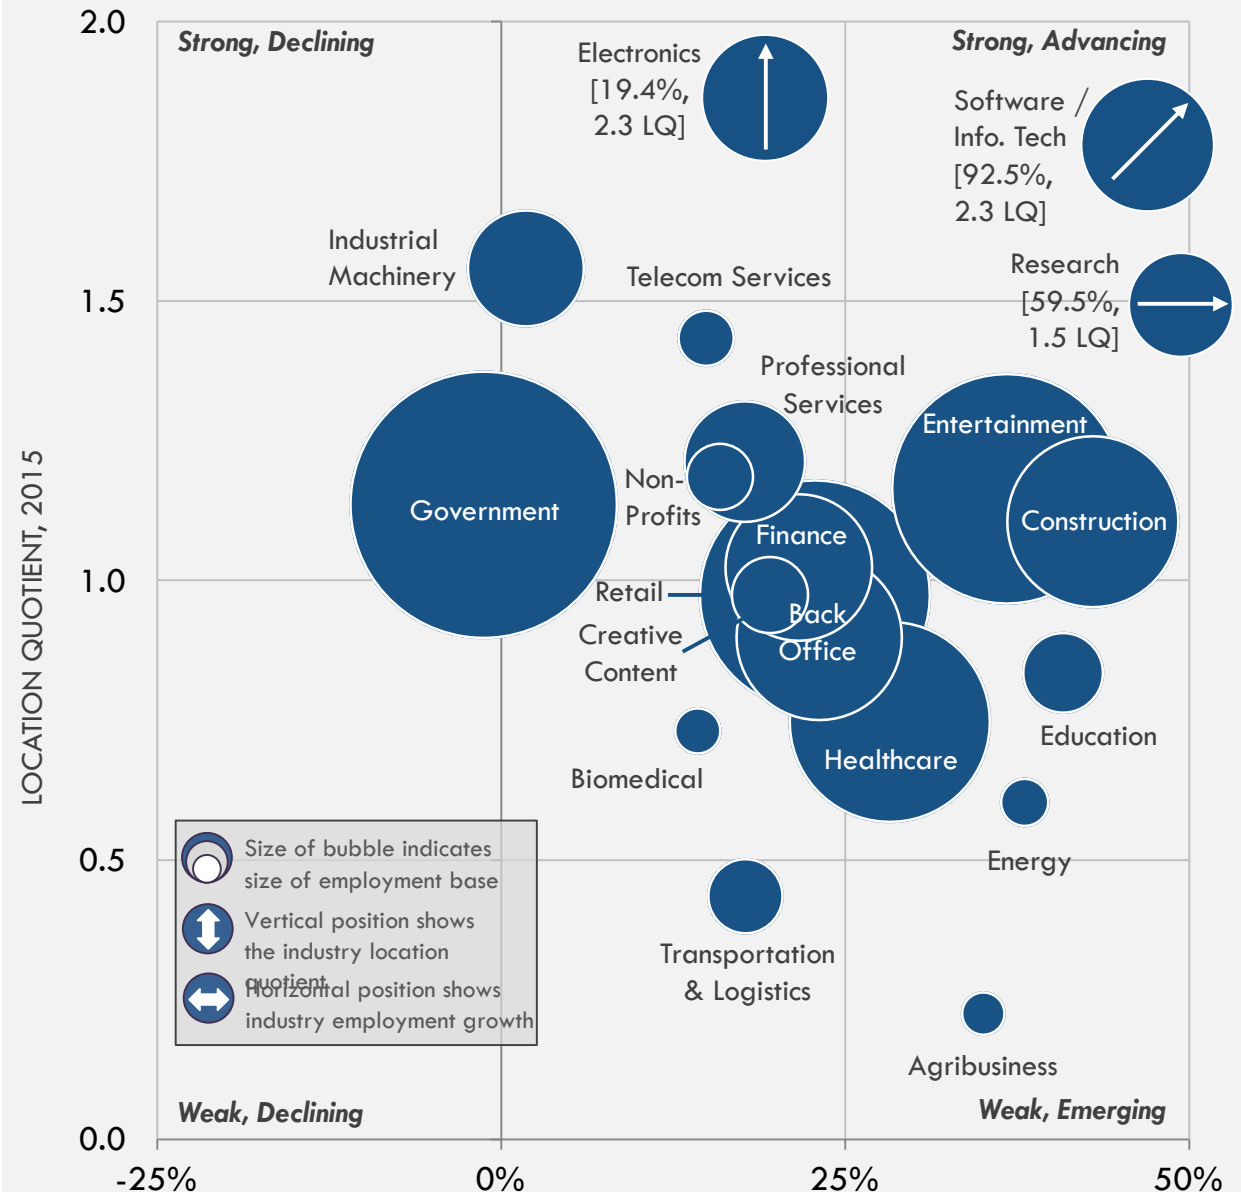 2.0
Strong, Declining
Strong, Advancing
Electronics
[19.4%,
2.3 LQ]
Software /
Info. Tech
[92.5%,
2.3 LQ]
Industrial
Machinery
Research
[59.5%,
1.5 LQ]
Telecom Services
1.5
Professional
Services
Entertainment
LOCATION QUOTIENT, 2015
Government
Non-
Profits
Construction
Finance
1.0
Retail
Back
Office
Creative
Content
Education
Healthcare
Biomedical
Energy
0.5
Size of bubble indicates
size of employment base
Vertical position shows
the industry location
quotient
Horizontal position shows
industry employment growth
Transportation
& Logistics
Agribusiness
Weak, Declining
Weak, Emerging
0.0
-25%
0%
25%
50%